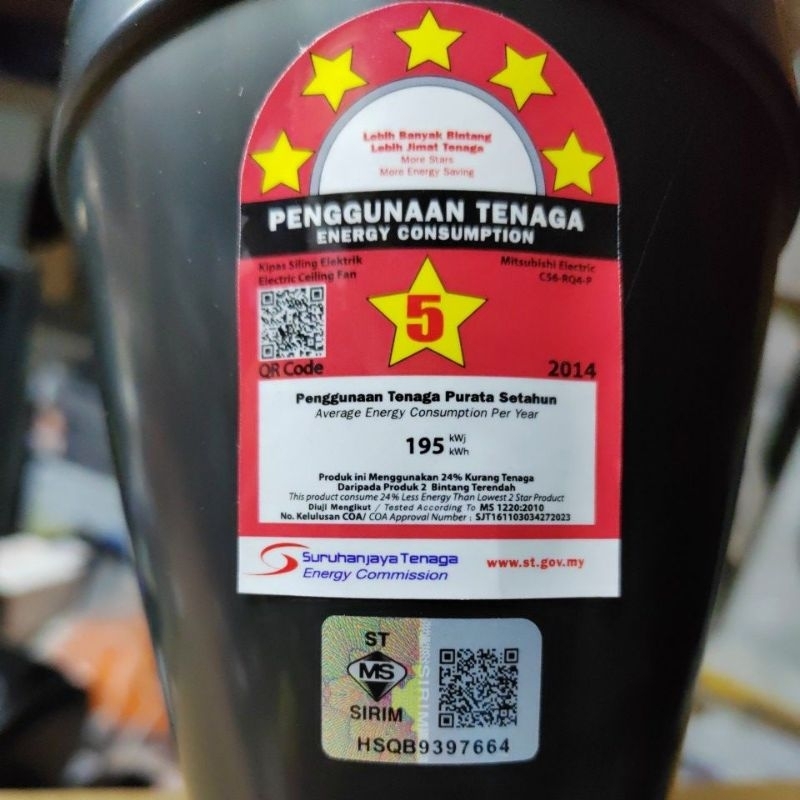 Lebih Banyak Bintang
Lebih Jimat Tenaga
More Stars
More Energy Saving
PENGGUNAAN TENAGA
ENERGY CONSUMPTION
Kipas Siling Elektrik
Electric Ceiling Fan
Mitsubishi Electric
C56-RQ4-P
5
QR Code
2014
Penggunaan Tenaga Purata Setahun
Average Energy Consumption Per Year
195 kWj
kWh
Produk ini Menggunakan 24% Kurang Tenaga
Daripada Produk 2 Bintang Terendah
This product consume 24% Less Energy Than Lowest 2 Star Product
Diuji Mengikut / Tested According To MS 1220:2010
No. Kelulusan COA/ COA Approval Number : SJT161103034272023
Suruhanjaya Tenaga
Energy Commission
www.st.gov.my
ST
MS
SIRIM
SIRIM
HSQB9397664